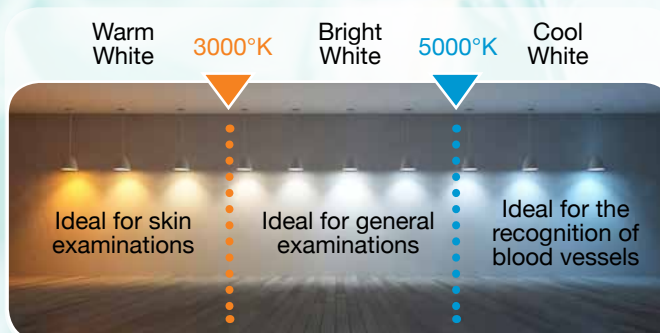 Warm
White
3000°K
Bright
White
5000°K
Cool
White
Ideal for skin
examinations
Ideal for general
examinations
Ideal for the
recognition of
blood vessels